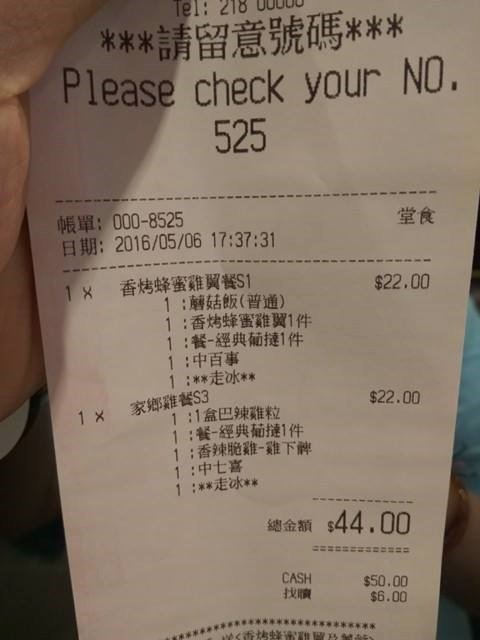 Tel: 218
***請留意號碼***
Please check your NO.
525
帳單: 000-8525 堂食
日期: 2016/05/06 17:37:31
1 x 香烤蜂蜜雞翼餐S1 $22.00
1 :蘑菇飯(普通)
1 :香烤蜂蜜雞翼1件
1 :餐-經典葡撻1件
1 :中百事
1 :**走冰**
1 x 家鄉雞餐S3 $22.00
1 :1盒巴辣雞粒
1 :餐-經典葡撻1件
1 :香辣脆雞-雞下髀
1 :中七喜
1 :**走冰**
總金額 $44.00
CASH $50.00
找贖 $6.00